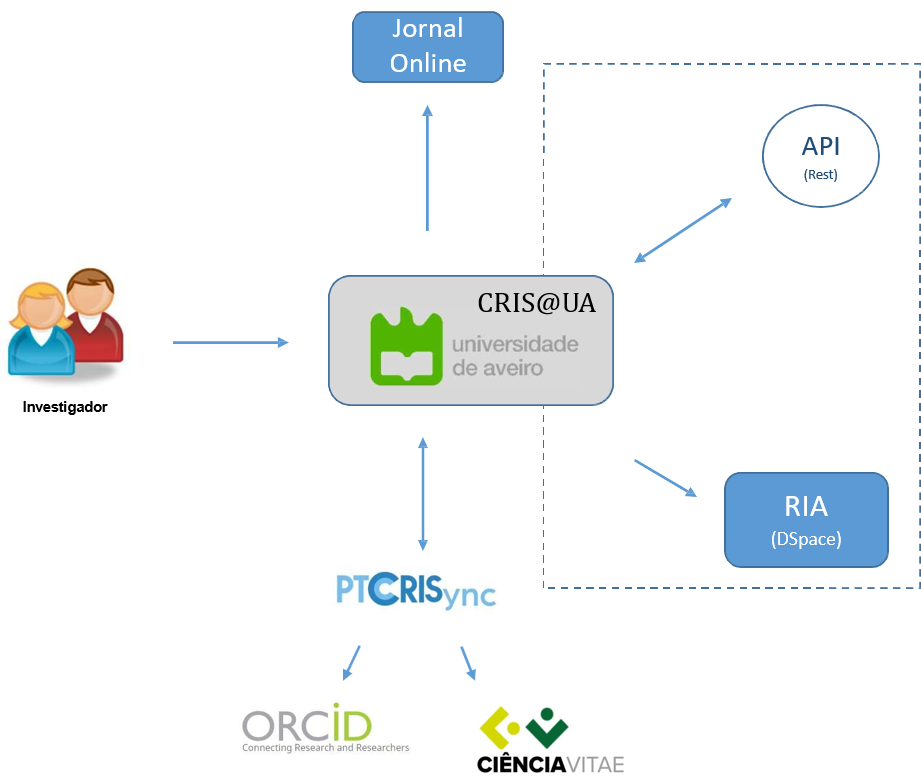 Jornal
Online
API
(Rest)
CRIS@UA
universidade
de aveiro
Investigador
RIA
(DSpace)
PTCRISync
ORCID
Connecting Research and Researchers
CIÊNCIAVITAE